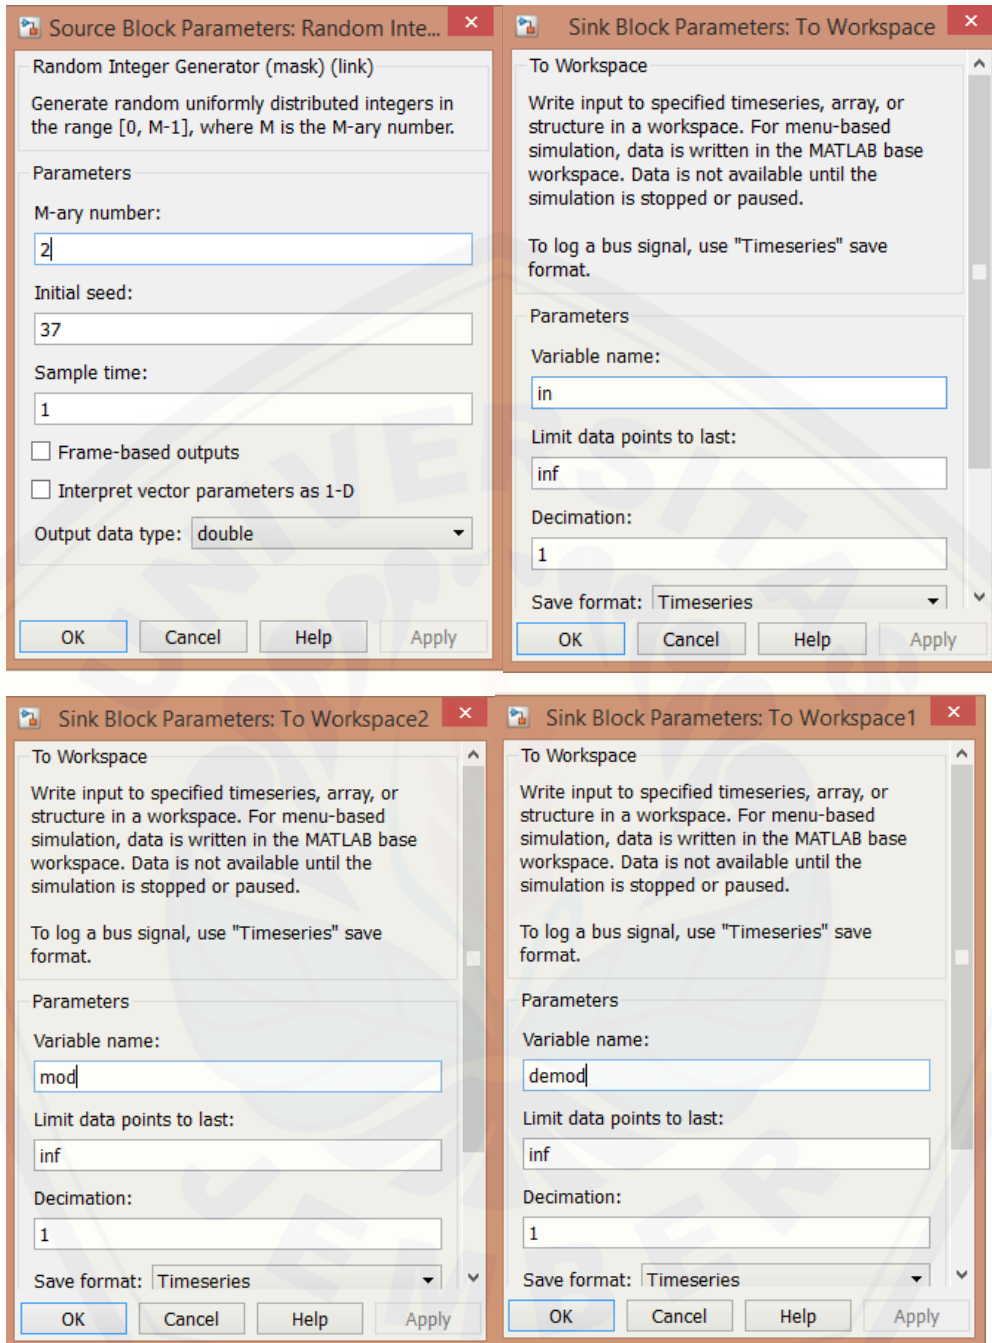 Source Block Parameters: Random Inte...
Random Integer Generator (mask) (link)
Generate random uniformly distributed integers in
the range [0, M-1], where M is the M-ary number.
Parameters
M-ary number:
2
Initial seed:
37
Sample time:
1
Frame-based outputs
Interpret vector parameters as 1-D
Output data type: double
OK Cancel Help Apply
Sink Block Parameters: To Workspace
To Workspace
Write input to specified timeseries, array, or
structure in a workspace. For menu-based
simulation, data is written in the MATLAB base
workspace. Data is not available until the
simulation is stopped or paused.
To log a bus signal, use "Timeseries" save
format.
Parameters
Variable name:
in
Limit data points to last:
inf
Decimation:
1
Save format: Timeseries
OK Cancel Help Apply
Sink Block Parameters: To Workspace2
To Workspace
Write input to specified timeseries, array, or
structure in a workspace. For menu-based
simulation, data is written in the MATLAB base
workspace. Data is not available until the
simulation is stopped or paused.
To log a bus signal, use "Timeseries" save
format.
Parameters
Variable name:
mod
Limit data points to last:
inf
Decimation:
1
Save format: Timeseries
OK Cancel Help Apply
Sink Block Parameters: To Workspace1
To Workspace
Write input to specified timeseries, array, or
structure in a workspace. For menu-based
simulation, data is written in the MATLAB base
workspace. Data is not available until the
simulation is stopped or paused.
To log a bus signal, use "Timeseries" save
format.
Parameters
Variable name:
demod
Limit data points to last:
inf
Decimation:
1
Save format: Timeseries
OK Cancel Help Apply
UNIVERSITAS
JEMBER